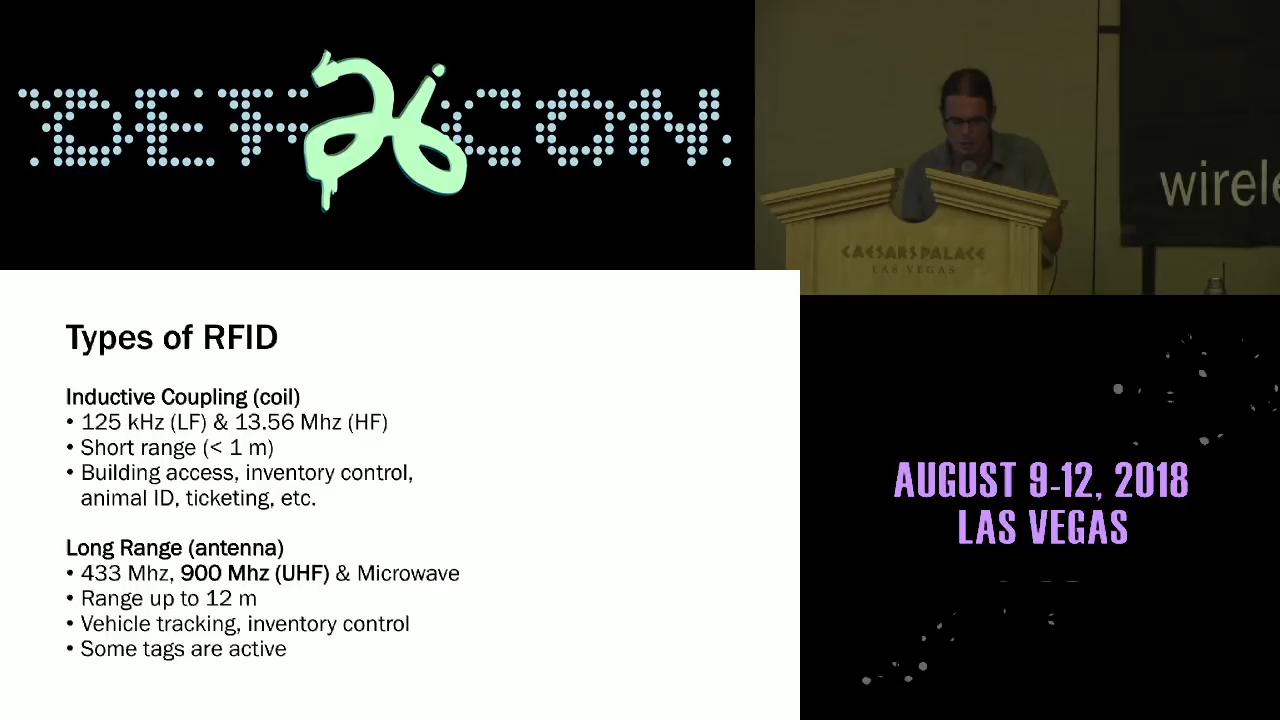 DEF 26 CON.
wirele
CAESARS PALACE
LAS VEGAS
Types of RFID
Inductive Coupling (coil)
• 125 kHz (LF) & 13.56 Mhz (HF)
• Short range (< 1 m)
• Building access, inventory control,
animal ID, ticketing, etc.
Long Range (antenna)
• 433 Mhz, 900 Mhz (UHF) & Microwave
• Range up to 12 m
• Vehicle tracking, inventory control
• Some tags are active
AUGUST 9-12, 2018
LAS VEGAS